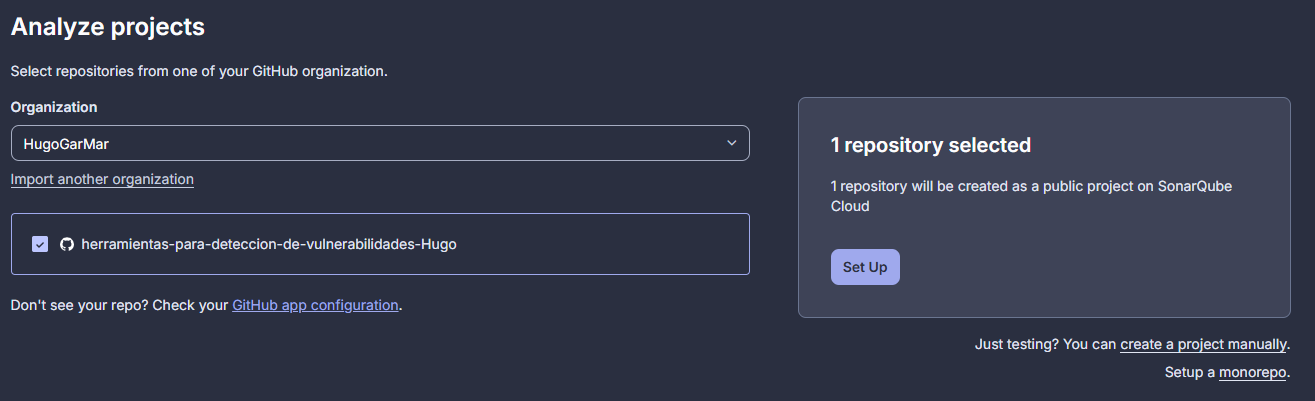 Analyze projects
Select repositories from one of your GitHub organization.
Organization
HugoGarMar
Import another organization
herramientas-para-deteccion-de-vulnerabilidades-Hugo
Don't see your repo? Check your GitHub app configuration.
1 repository selected
1 repository will be created as a public project on SonarQube
Cloud
Set Up
Just testing? You can create a project manually.
Setup a monorepo.